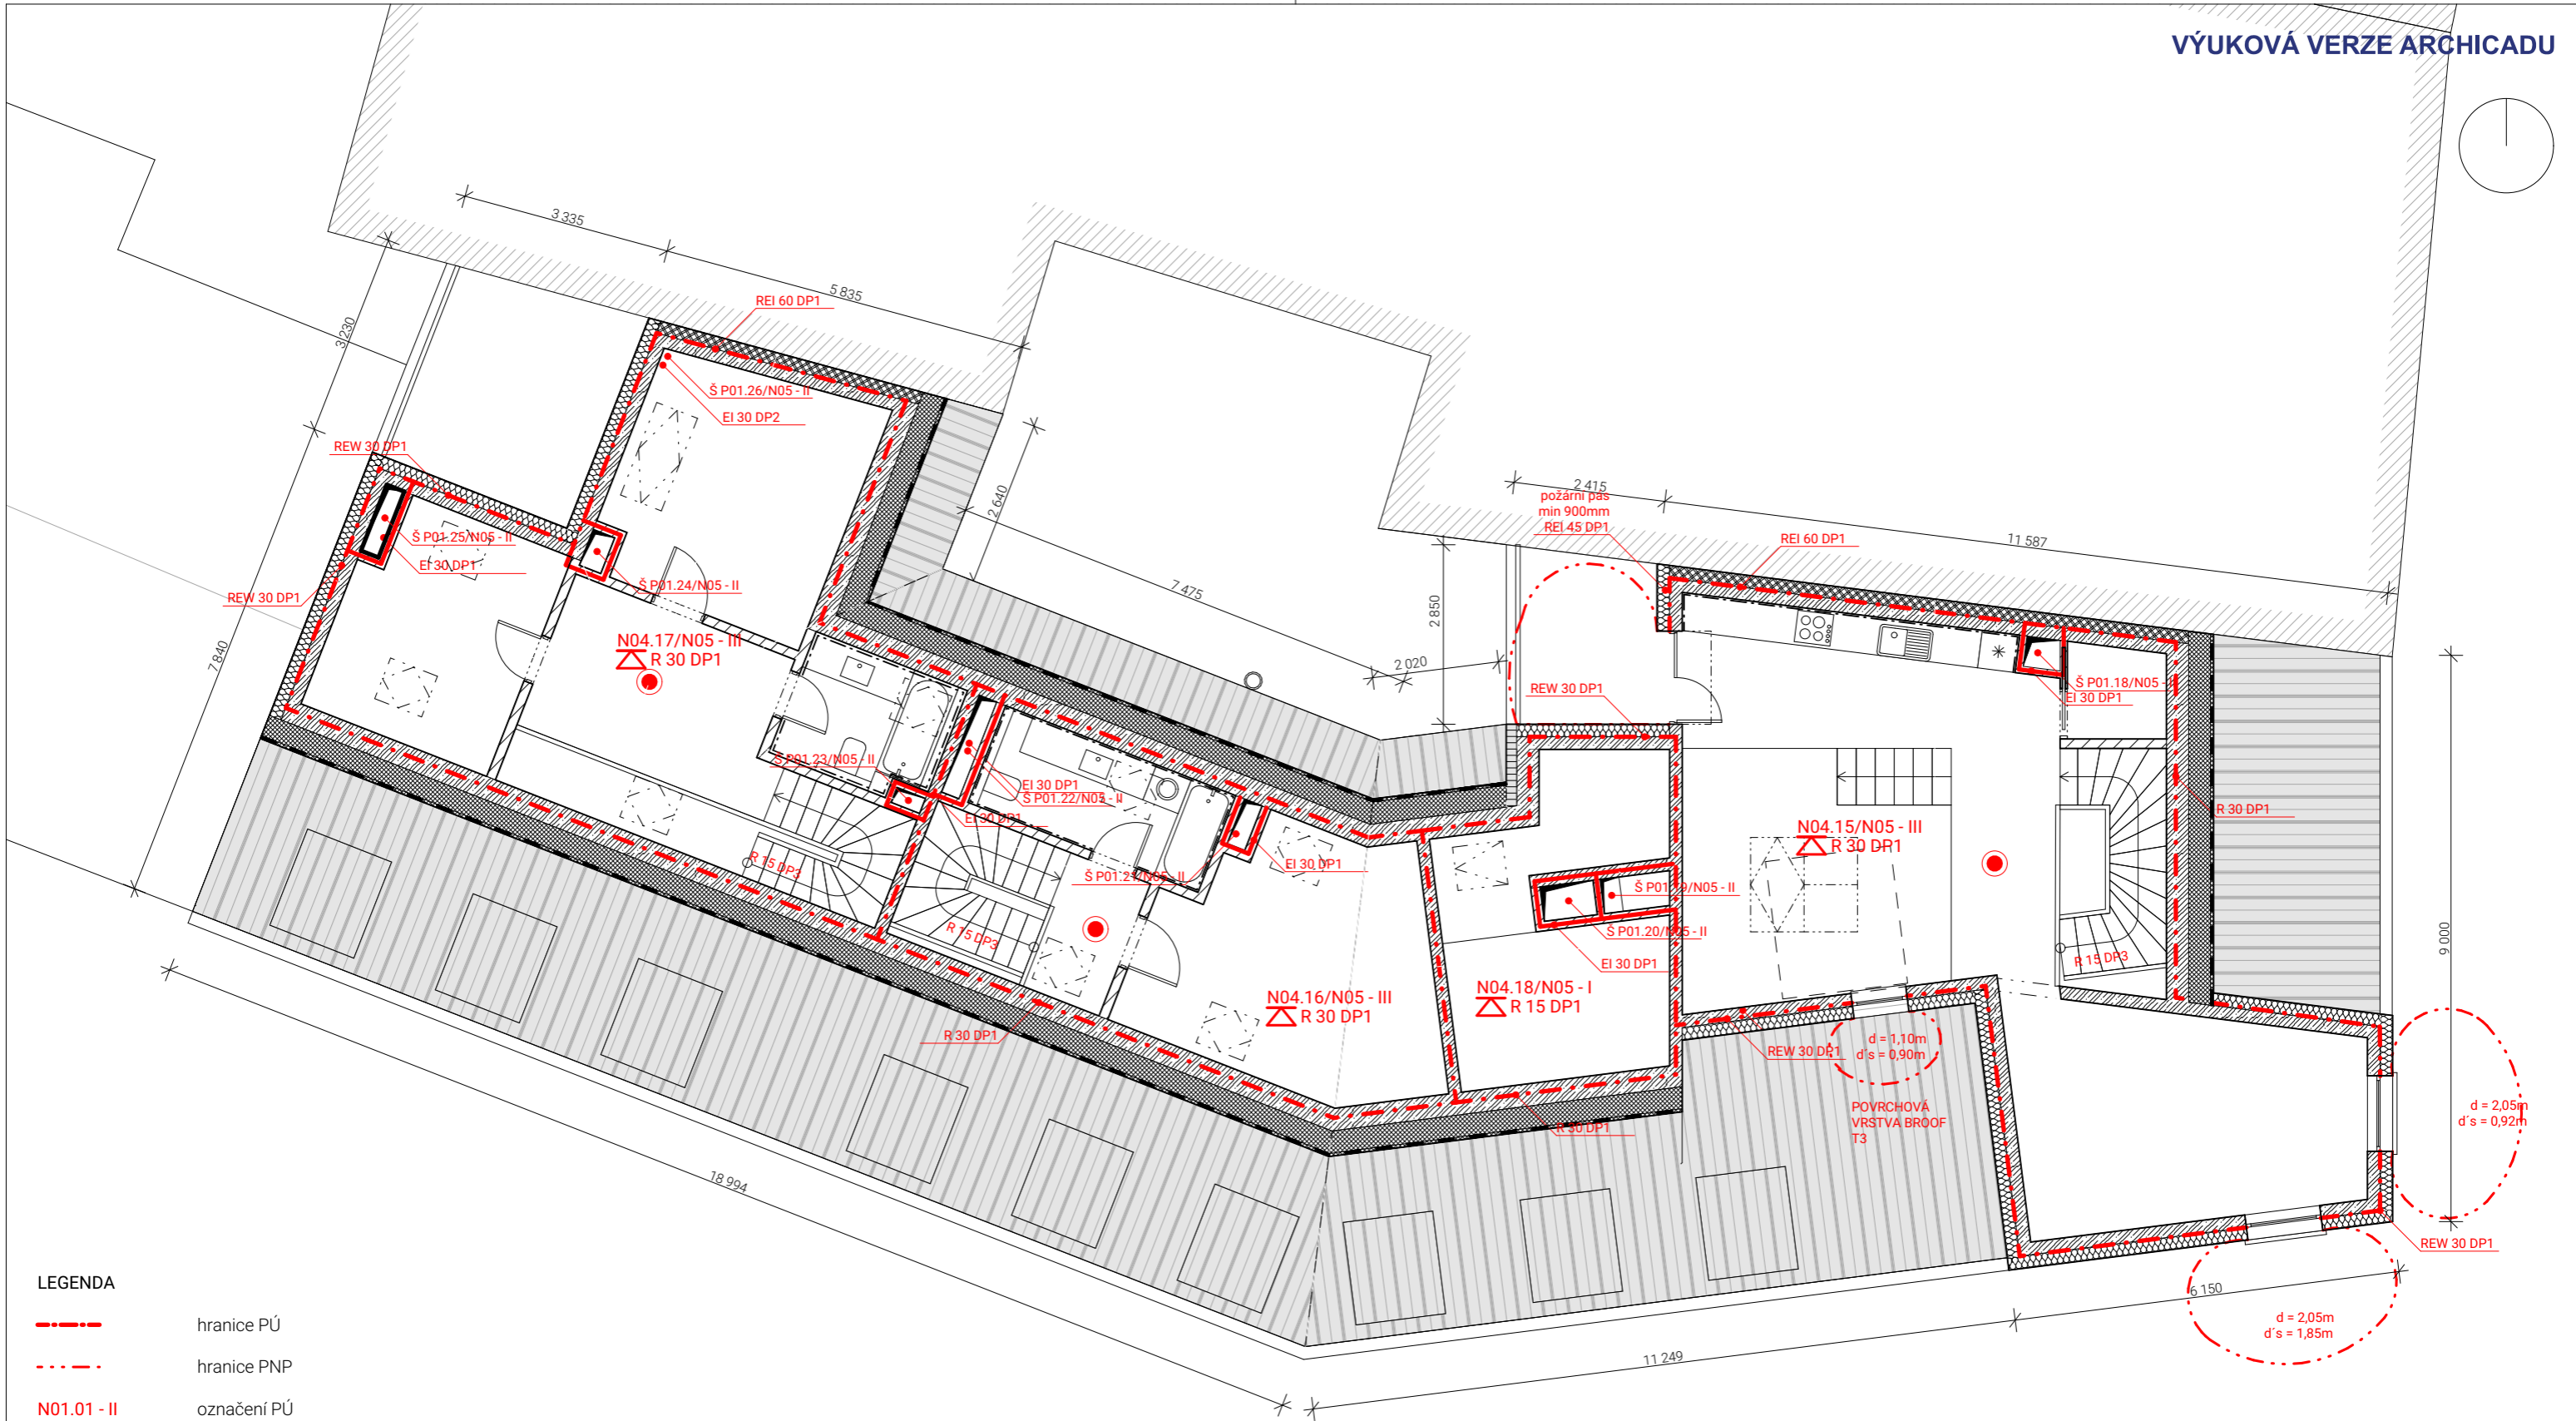 VÝUKOVÁ VERZE ARCHICADU
3 335
5 835
3 230
REI 60 DP1
Š P01.26/N05 - II
EI 30 DP2
REW 30 DP1
2 640
2 415
požární pás
min 900mm
REI 45 DP1
REI 60 DP1
11 587
Š P01.25/N05 - II
EI 30 DP1
Š P01.24/N05 - II
REW 30 DP1
7 475
2 850
7 840
N04.17/N05 - III
R 30 DP1
2 020
REW 30 DP1
Š P01.18/N05 - II
EI 30 DP1
Š P01.23/N05 - II
EI 30 DP1
Š P01.22/N05 - II
EI 30 DP1
R 30 DP1
N04.15/N05 - III
R 30 DP1
R 15 DP3
EI 30 DP1
Š P01.21/N05 - II
Š P01.19/N05 - II
R 15 DP3
Š P01.20/N05 - II
EI 30 DP1
R 15 DP3
9 000
N04.16/N05 - III
R 30 DP1
N04.18/N05 - I
R 15 DP1
R 30 DP1
REW 30 DP1
d = 1,10m
d´s = 0,90m
POVRCHOVÁ
VRSTVA BROOF
T3
R 30 DP1
d = 2,05m
d´s = 0,92m
18 994
REW 30 DP1
6 150
d = 2,05m
d´s = 1,85m
11 249
LEGENDA
hranice PÚ
hranice PNP
N01.01 - II označení PÚ